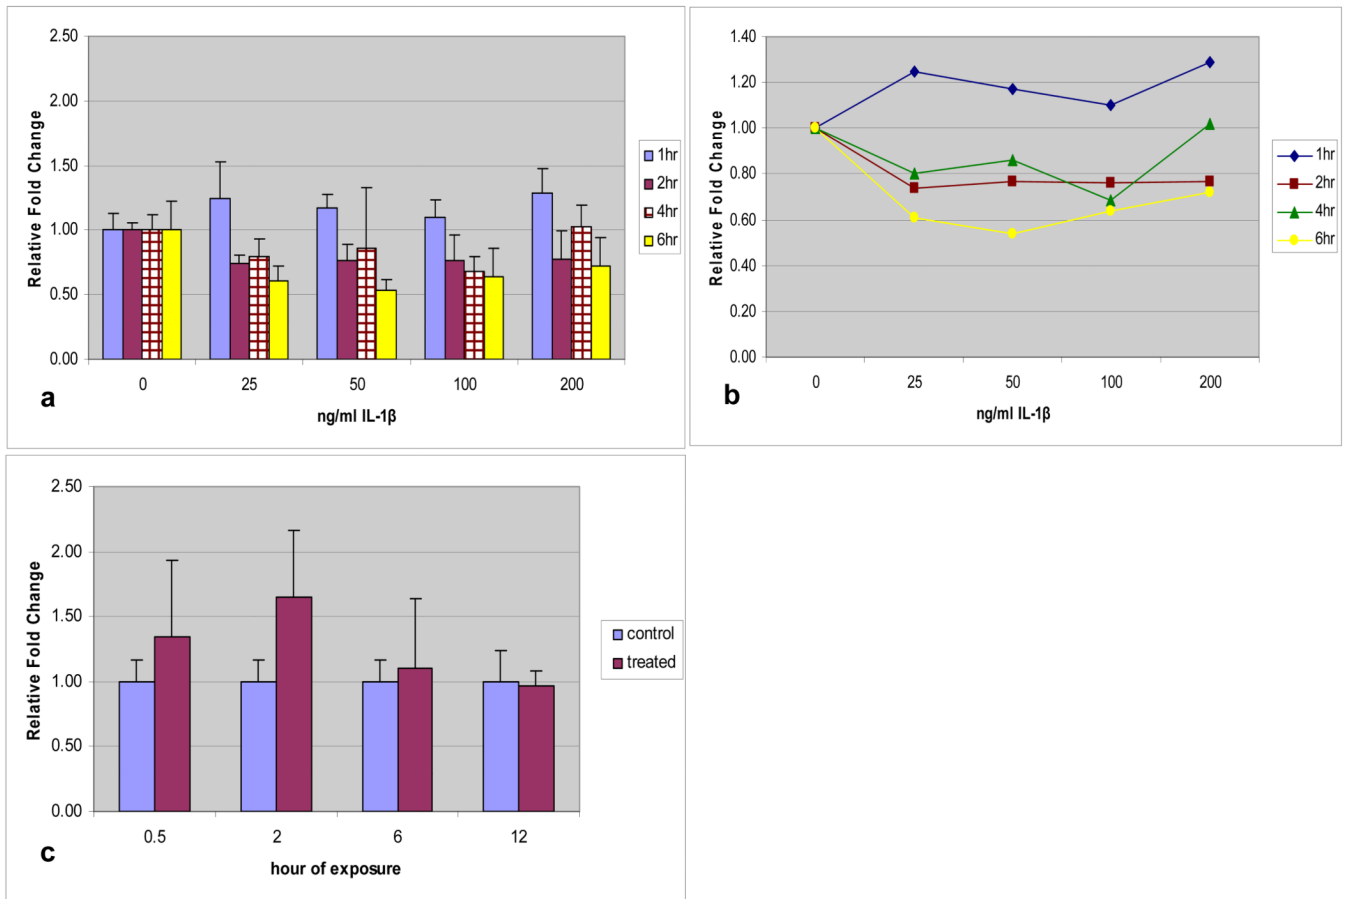 2.50
2.00
1.50
1.00
0.50
0.00
Relative Fold Change
0 25 50 100 200
ng/ml IL-1β
1hr
2hr
4hr
6hr
a
1.40
1.20
1.00
0.80
0.60
0.40
0.20
0.00
Relative Fold Change
0 25 50 100 200
ng/ml IL-1β
1hr
2hr
4hr
6hr
b
2.50
2.00
1.50
1.00
0.50
0.00
Relative Fold Change
0.5 2 6 12
hour of exposure
control
treated
c